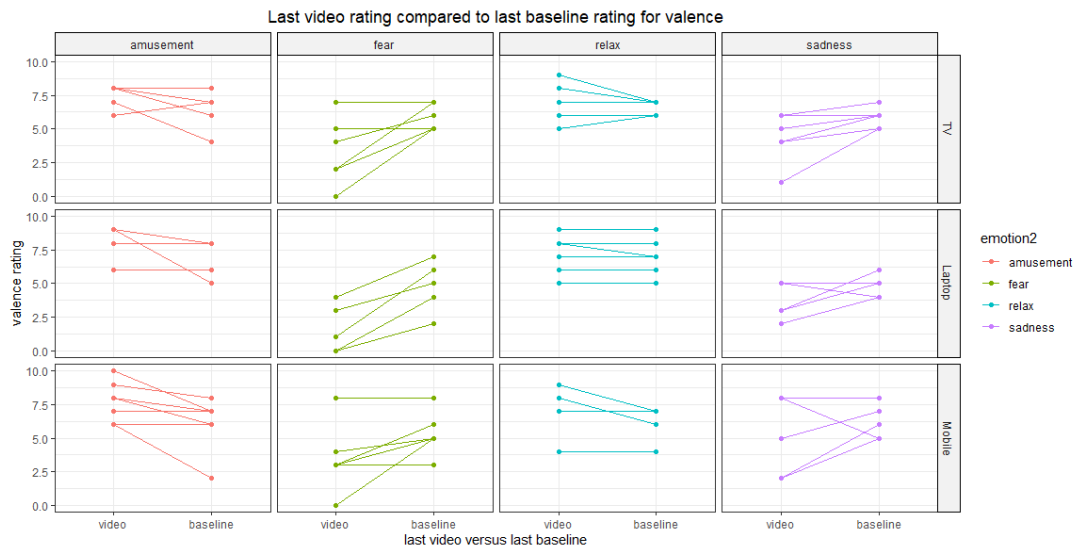 Last video rating compared to last baseline rating for valence
amusement fear relax sadness
10.0
7.5
5.0
2.5
0.0
TV
10.0
7.5
5.0
2.5
0.0
Laptop
10.0
7.5
5.0
2.5
0.0
Mobile
valence rating
video baseline video baseline video baseline video baseline
last video versus last baseline
emotion2
amusement
fear
relax
sadness